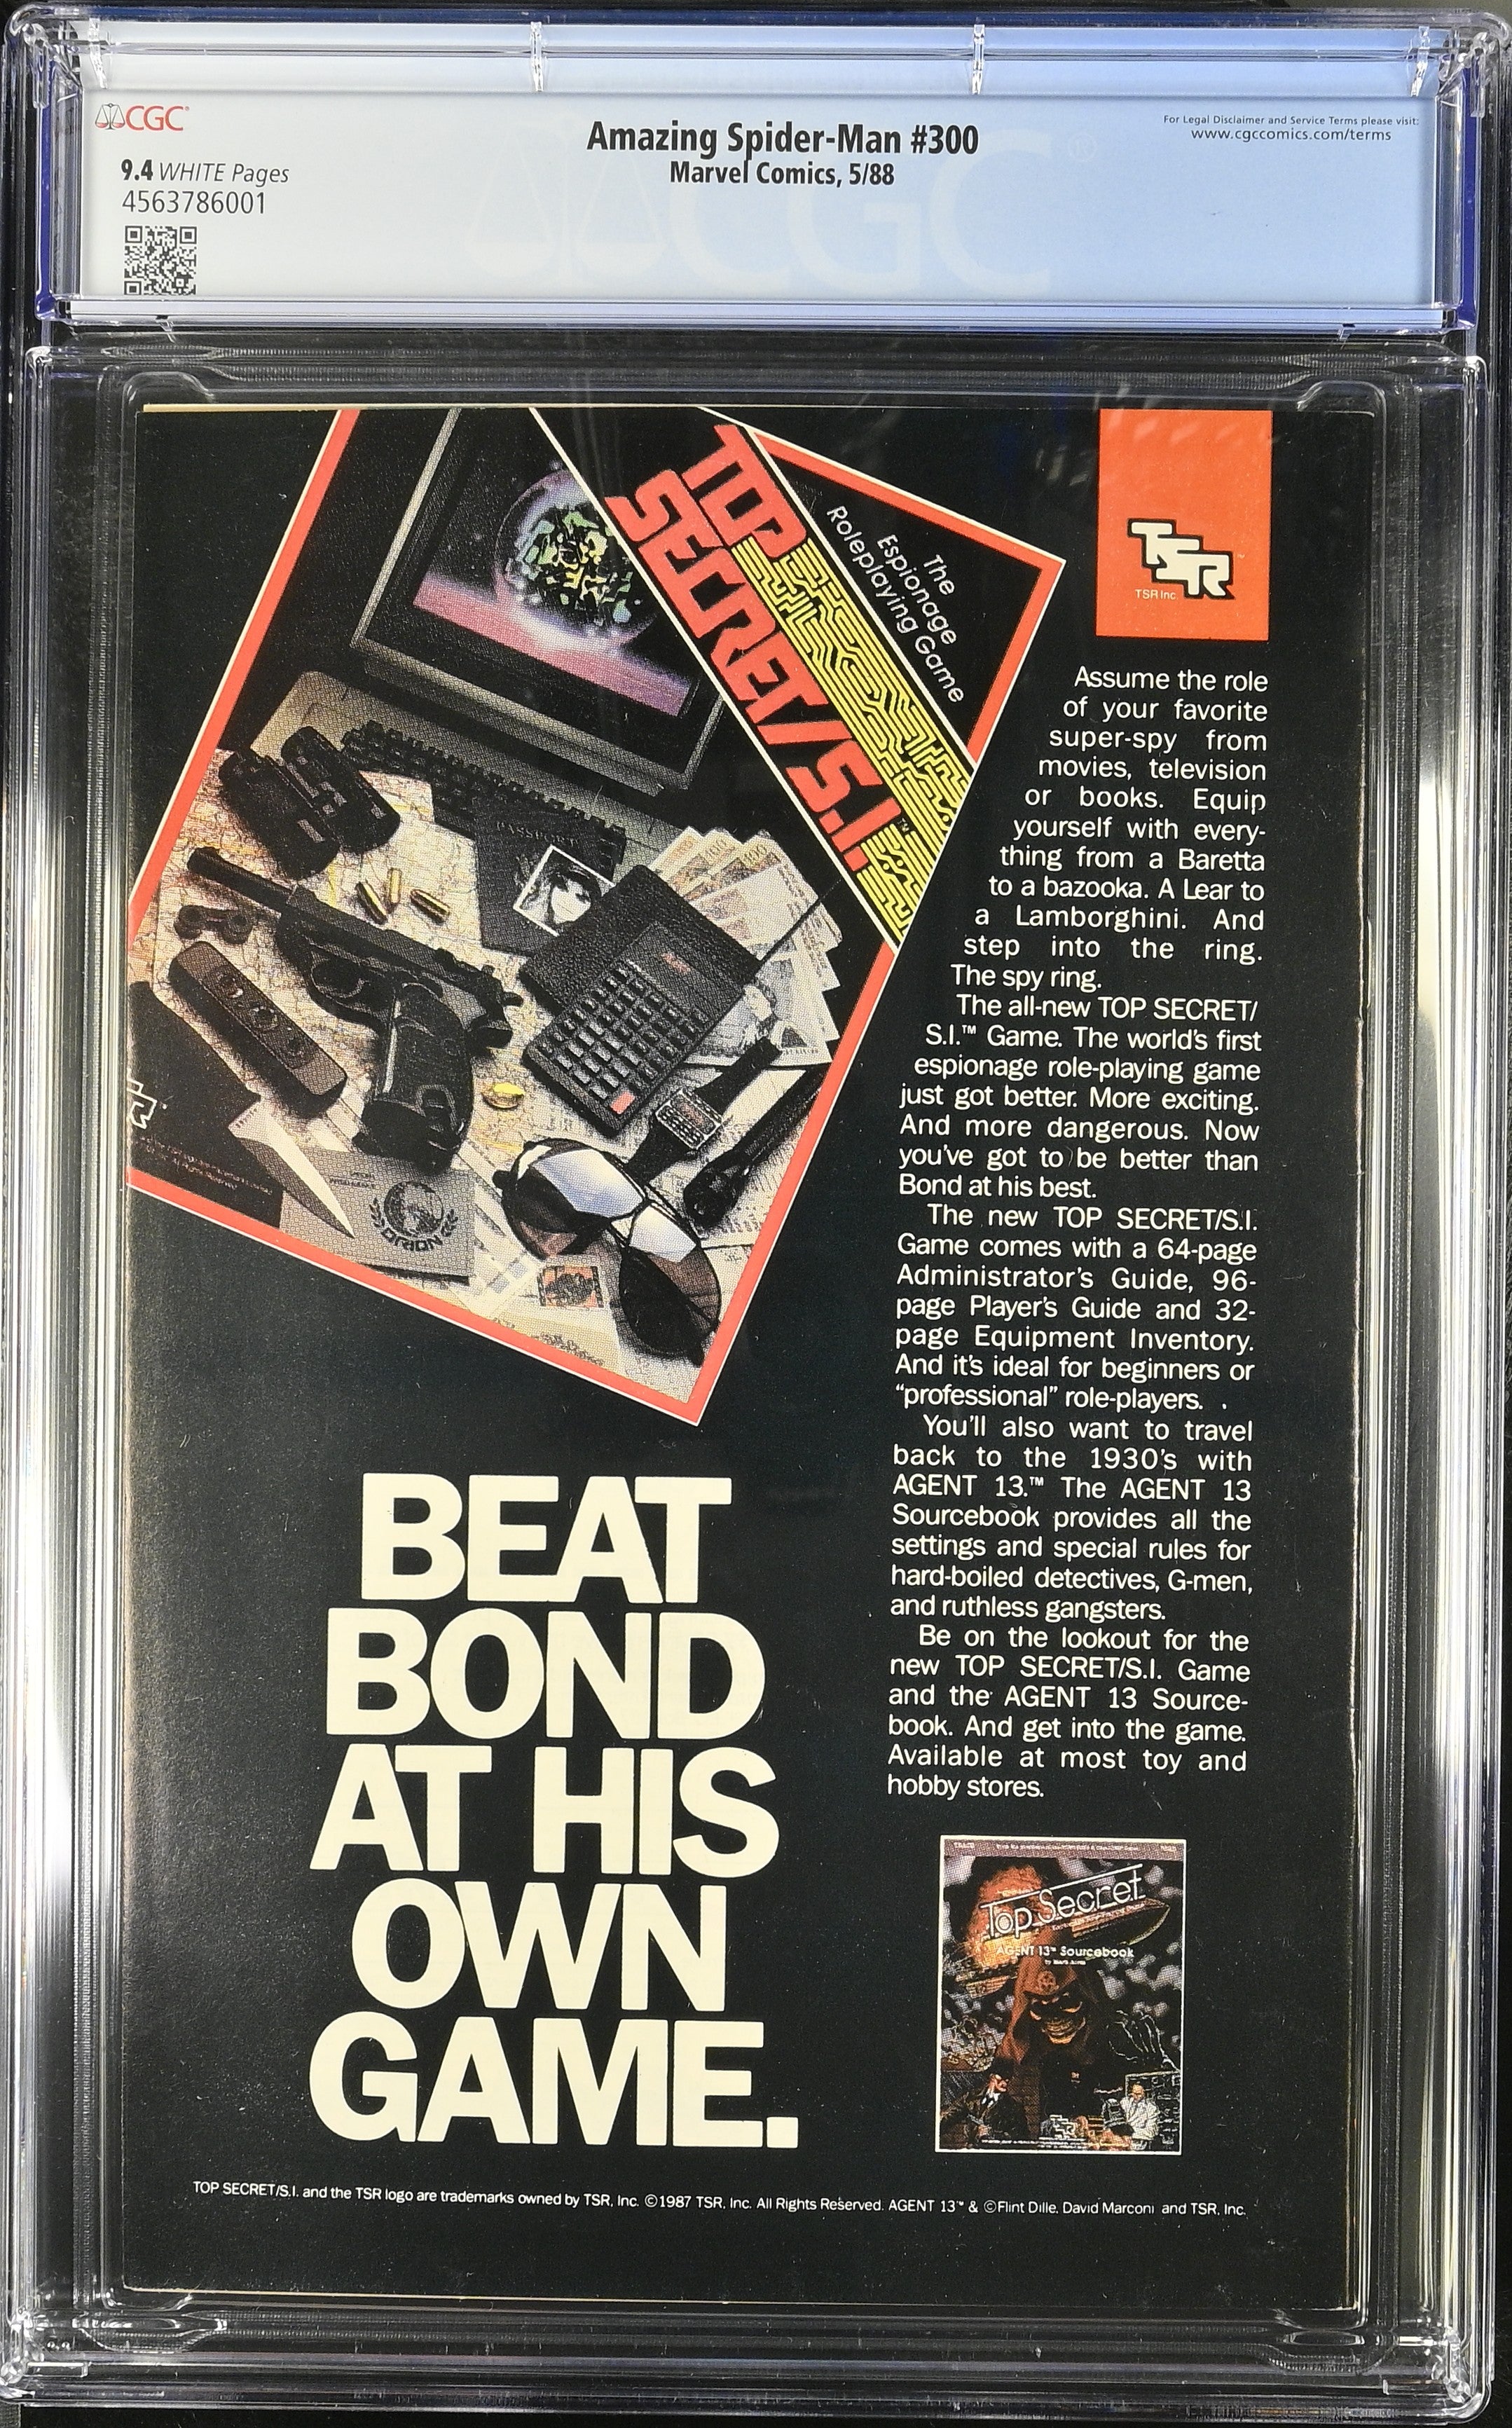 CGC
9.4 WHITE Pages
4563786001
Amazing Spider-Man #300
Marvel Comics, 5/88
For Legal Disclaimer and Service Terms please visit:
www.cgccomics.com/terms
CGC
TOP
SECRET/S.I.™
The
Espionage
Roleplaying Game
PASSPORT
ORION
TSR
TSR Inc
Assume the role
of your favorite
super-spy from
movies, television
or books. Equip
yourself with every-
thing from a Baretta
to a bazooka. A Lear to
a Lamborghini. And
step into the ring.
The spy ring.
The all-new TOP SECRET/
S.I.™ Game. The world's first
espionage role-playing game
just got better. More exciting.
And more dangerous. Now
you've got to be better than
Bond at his best.
The new TOP SECRET/S.I.
Game comes with a 64-page
Administrator's Guide, 96-
page Player's Guide and 32-
page Equipment Inventory.
And it's ideal for beginners or
“professional” role-players.
You'll also want to travel
back to the 1930's with
AGENT 13.™ The AGENT 13
Sourcebook provides all the
settings and special rules for
hard-boiled detectives, G-men,
and ruthless gangsters.
Be on the lookout for the
new TOP SECRET/S.I. Game
and the AGENT 13 Source-
book. And get into the game.
Available at most toy and
hobby stores.
BEAT
BOND
AT HIS
OWN
GAME.
Top Secret
AGENT 13™ Sourcebook
TOP SECRET/S.I. and the TSR logo are trademarks owned by TSR, Inc. ©1987 TSR, Inc. All Rights Reserved. AGENT 13™ & ©Flint Dille, David Marconi and TSR, Inc.